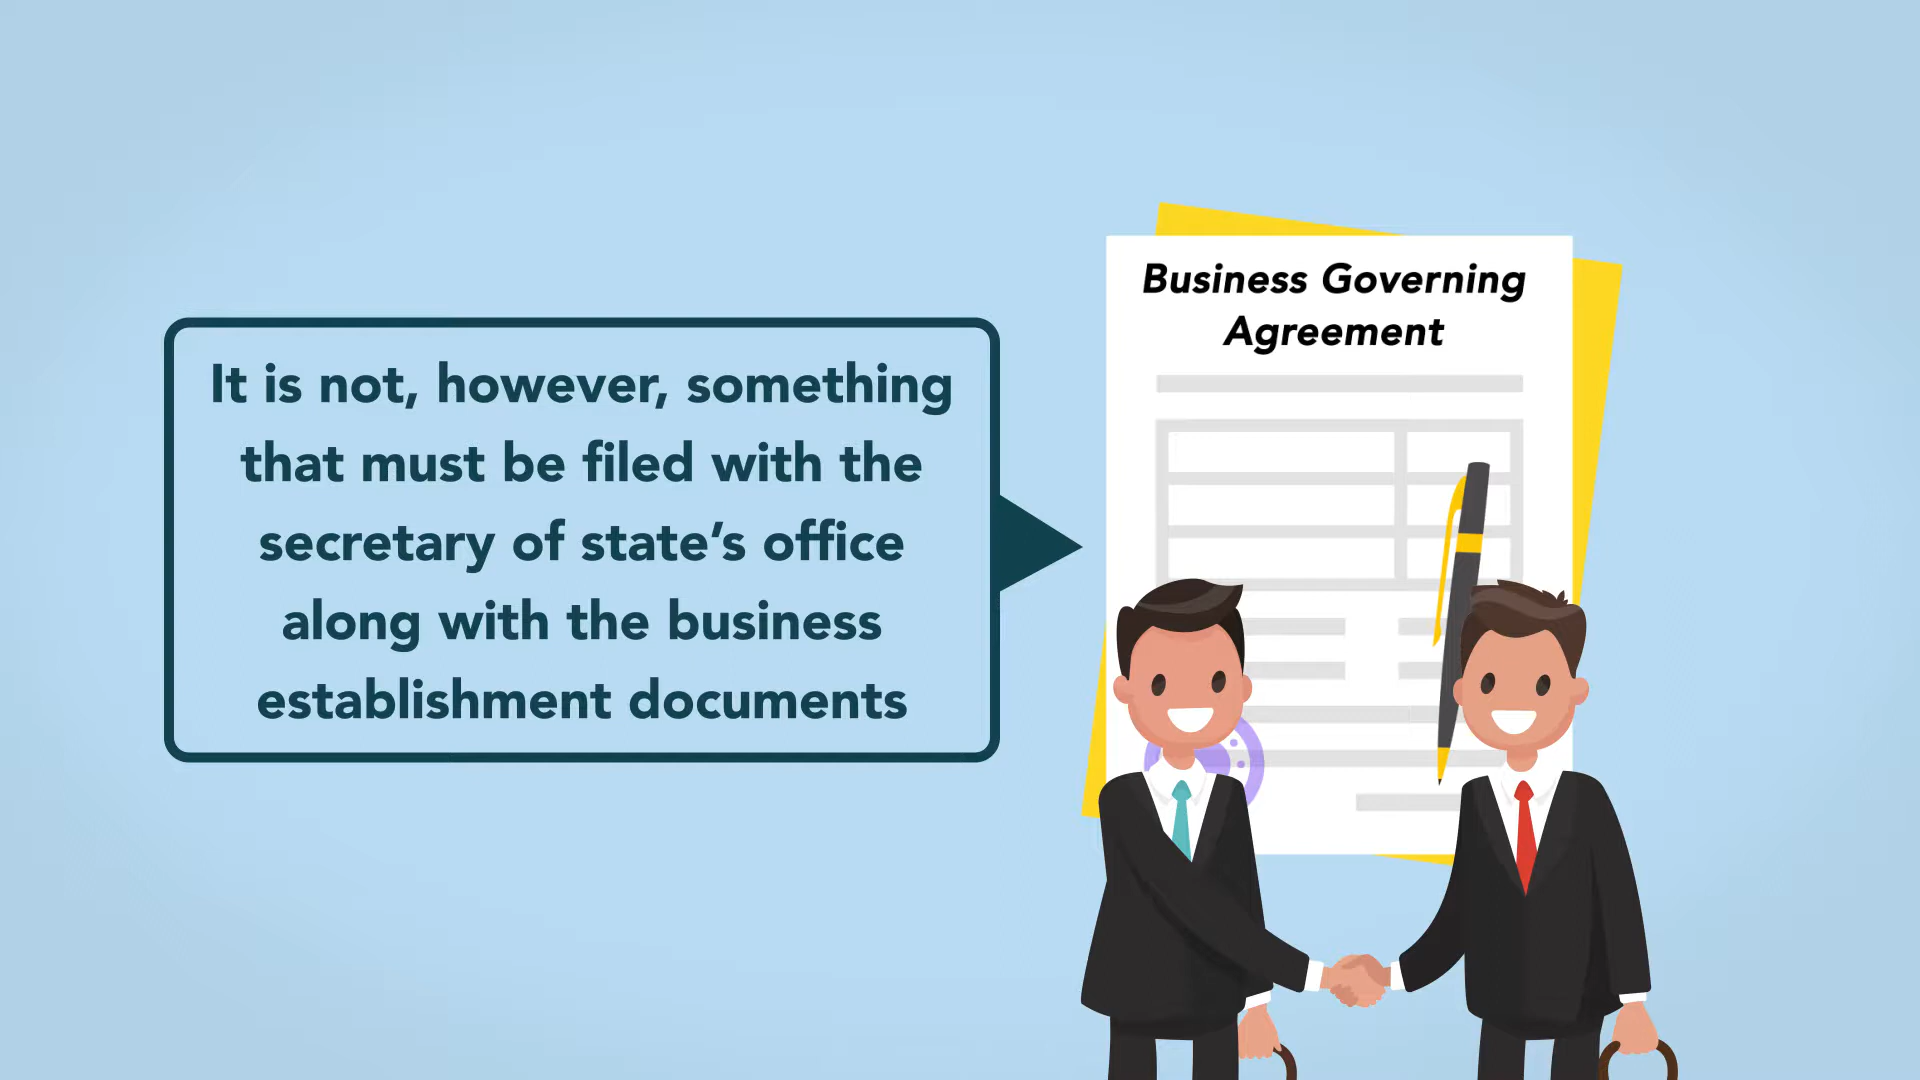 It is not, however, something
that must be filed with the
secretary of state’s office
along with the business
establishment documents
Business Governing
Agreement